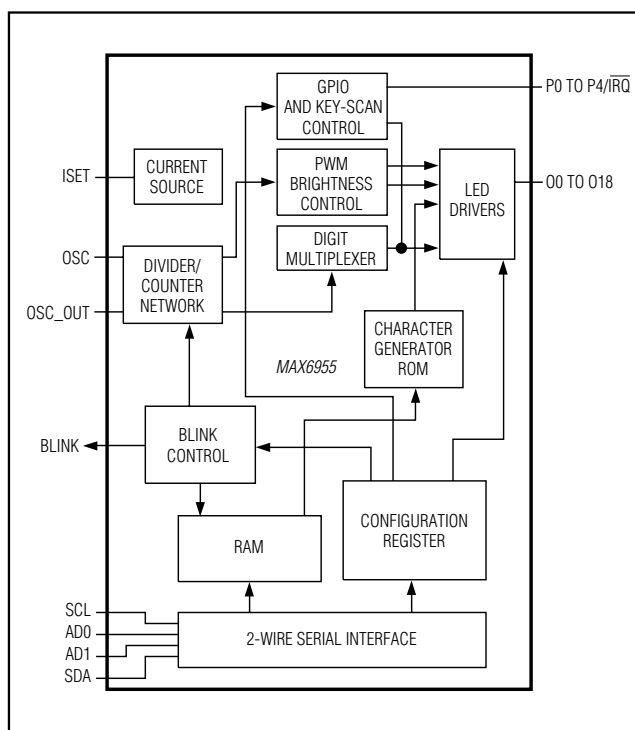 GPIO
AND KEY-SCAN
CONTROL
P0 TO P4/IRQ
ISET
CURRENT
SOURCE
PWM
BRIGHTNESS
CONTROL
LED
DRIVERS
O0 TO O18
OSC
OSC_OUT
DIVIDER/
COUNTER
NETWORK
DIGIT
MULTIPLEXER
CHARACTER
GENERATOR
ROM
MAX6955
BLINK
BLINK
CONTROL
RAM
CONFIGURATION
REGISTER
SCL
AD0
AD1
SDA
2-WIRE SERIAL INTERFACE